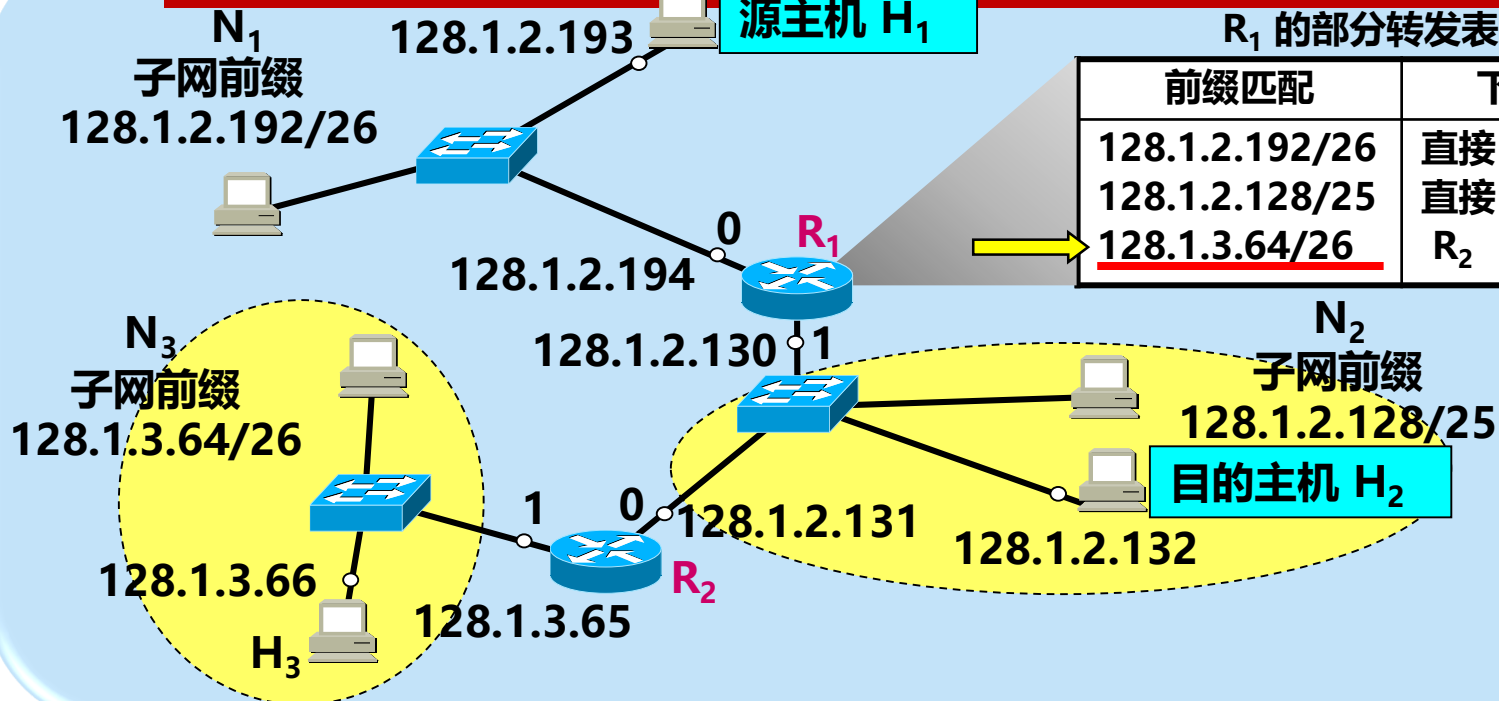 源主机 H₁
N₁
子网前缀
128.1.2.192/26
128.1.2.193
R₁ 的部分转发表
前缀匹配
128.1.2.192/26 直接
128.1.2.128/25 直接
128.1.3.64/26 R₂
0
R₁
128.1.2.194
128.1.2.130
1
N₂
子网前缀
128.1.2.128/25
N₃
子网前缀
128.1.3.64/26
目的主机 H₂
1
0
128.1.2.131
128.1.2.132
R₂
128.1.3.66
128.1.3.65
H₃